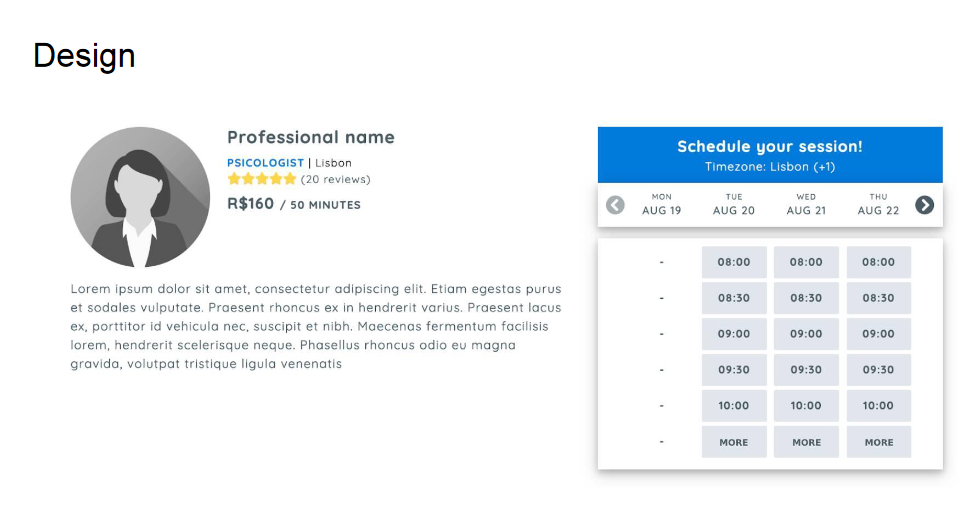 Design
Professional name
PSICOLOGIST | Lisbon
(20 reviews)
R$160 / 50 MINUTES
Lorem ipsum dolor sit amet, consectetur adipiscing elit. Etiam egestas purus
et sodales vulputate. Praesent rhoncus ex in hendrerit varius. Praesent lacus
ex, porttitor id vehicula nec, suscipit et nibh. Maecenas fermentum facilisis
lorem, hendrerit scelerisque neque. Phasellus rhoncus odio eu magna
gravida, volutpat tristique ligula venenatis
Schedule your session!
Timezone: Lisbon (+1)
MON TUE WED THU
AUG 19 AUG 20 AUG 21 AUG 22
- 08:00 08:00 08:00
- 08:30 08:30 08:30
- 09:00 09:00 09:00
- 09:30 09:30 09:30
- 10:00 10:00 10:00
- MORE MORE MORE